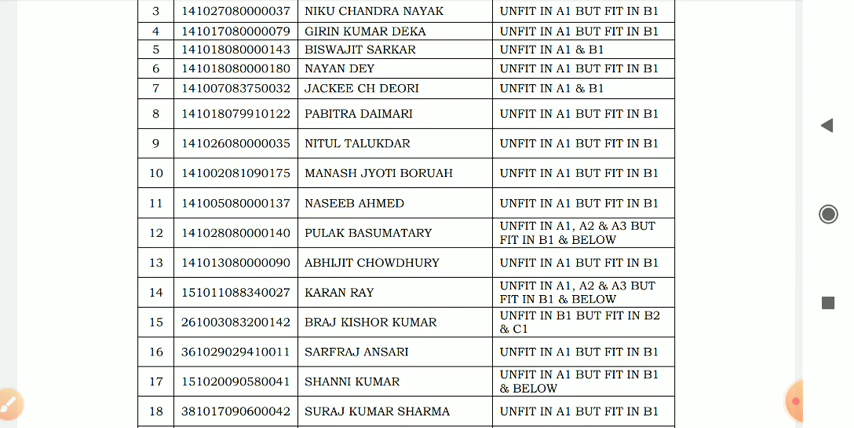 3 141027080000037 NIKU CHANDRA NAYAK UNFIT IN A1 BUT FIT IN B1
4 141017080000079 GIRIN KUMAR DEKA UNFIT IN A1 BUT FIT IN B1
5 141018080000143 BISWAJIT SARKAR UNFIT IN A1 & B1
6 141018080000180 NAYAN DEY UNFIT IN A1 BUT FIT IN B1
7 141007083750032 JACKEE CH DEORI UNFIT IN A1 & B1
8 141018079910122 PABITRA DAIMARI UNFIT IN A1 BUT FIT IN B1
9 141026080000035 NITUL TALUKDAR UNFIT IN A1 BUT FIT IN B1
10 141002081090175 MANASH JYOTI BORUAH UNFIT IN A1 BUT FIT IN B1
11 141005080000137 NASEEB AHMED UNFIT IN A1 BUT FIT IN B1
12 141028080000140 PULAK BASUMATARY UNFIT IN A1, A2 & A3 BUT
FIT IN B1 & BELOW
13 141013080000090 ABHIJIT CHOWDHURY UNFIT IN A1 BUT FIT IN B1
14 151011088340027 KARAN RAY UNFIT IN A1, A2 & A3 BUT
FIT IN B1 & BELOW
15 261003083200142 BRAJ KISHOR KUMAR UNFIT IN B1 BUT FIT IN B2
& C1
16 361029029410011 SARFRAJ ANSARI UNFIT IN A1 BUT FIT IN B1
17 151020090580041 SHANNI KUMAR UNFIT IN A1 BUT FIT IN B1
& BELOW
18 381017090600042 SURAJ KUMAR SHARMA UNFIT IN A1 BUT FIT IN B1